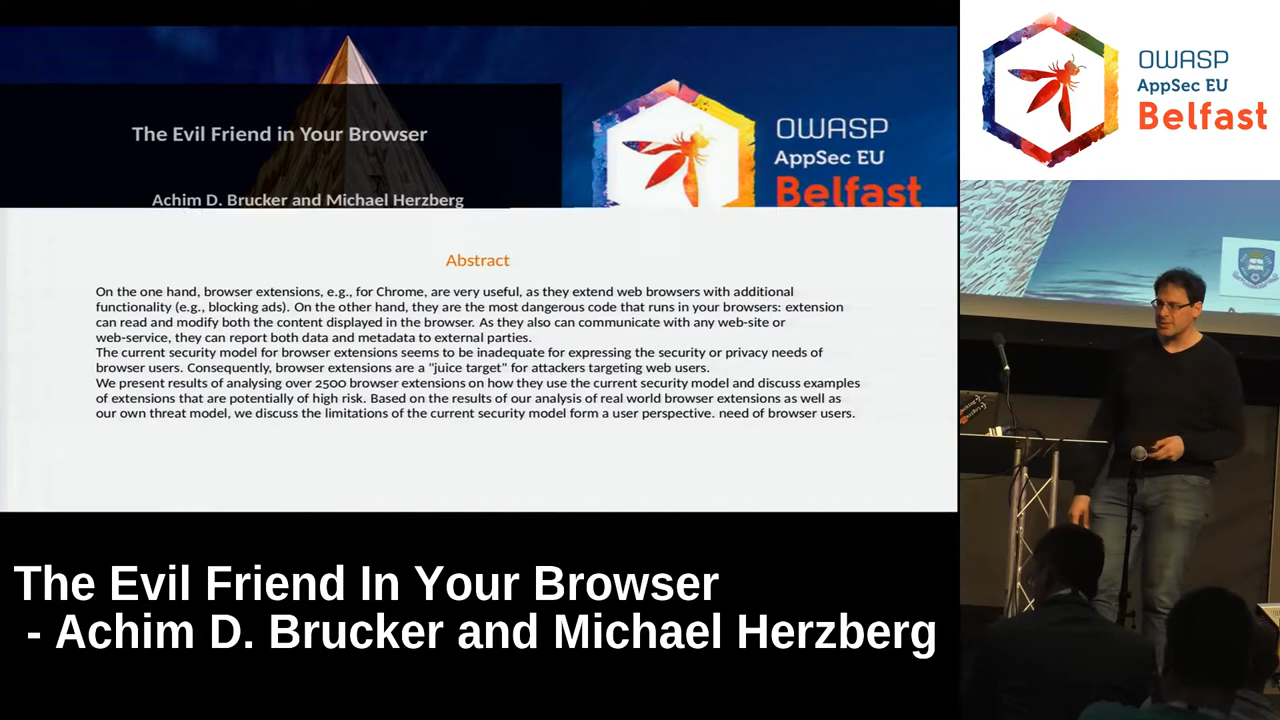 The Evil Friend in Your Browser
Achim D. Brucker and Michael Herzberg
OWASP
AppSec EU
Belfast
Abstract
On the one hand, browser extensions, e.g., for Chrome, are very useful, as they extend web browsers with additional
functionality (e.g., blocking ads). On the other hand, they are the most dangerous code that runs in your browsers: extension
can read and modify both the content displayed in the browser. As they also can communicate with any web-site or
web-service, they can report both data and metadata to external parties.
The current security model for browser extensions seems to be inadequate for expressing the security or privacy needs of
browser users. Consequently, browser extensions are a "juice target" for attackers targeting web users.
We present results of analysing over 2500 browser extensions on how they use the current security model and discuss examples
of extensions that are potentially of high risk. Based on the results of our analysis of real world browser extensions as well as
our own threat model, we discuss the limitations of the current security model form a user perspective. need of browser users.
The Evil Friend In Your Browser
- Achim D. Brucker and Michael Herzberg
OWASP
AppSec EU
Belfast